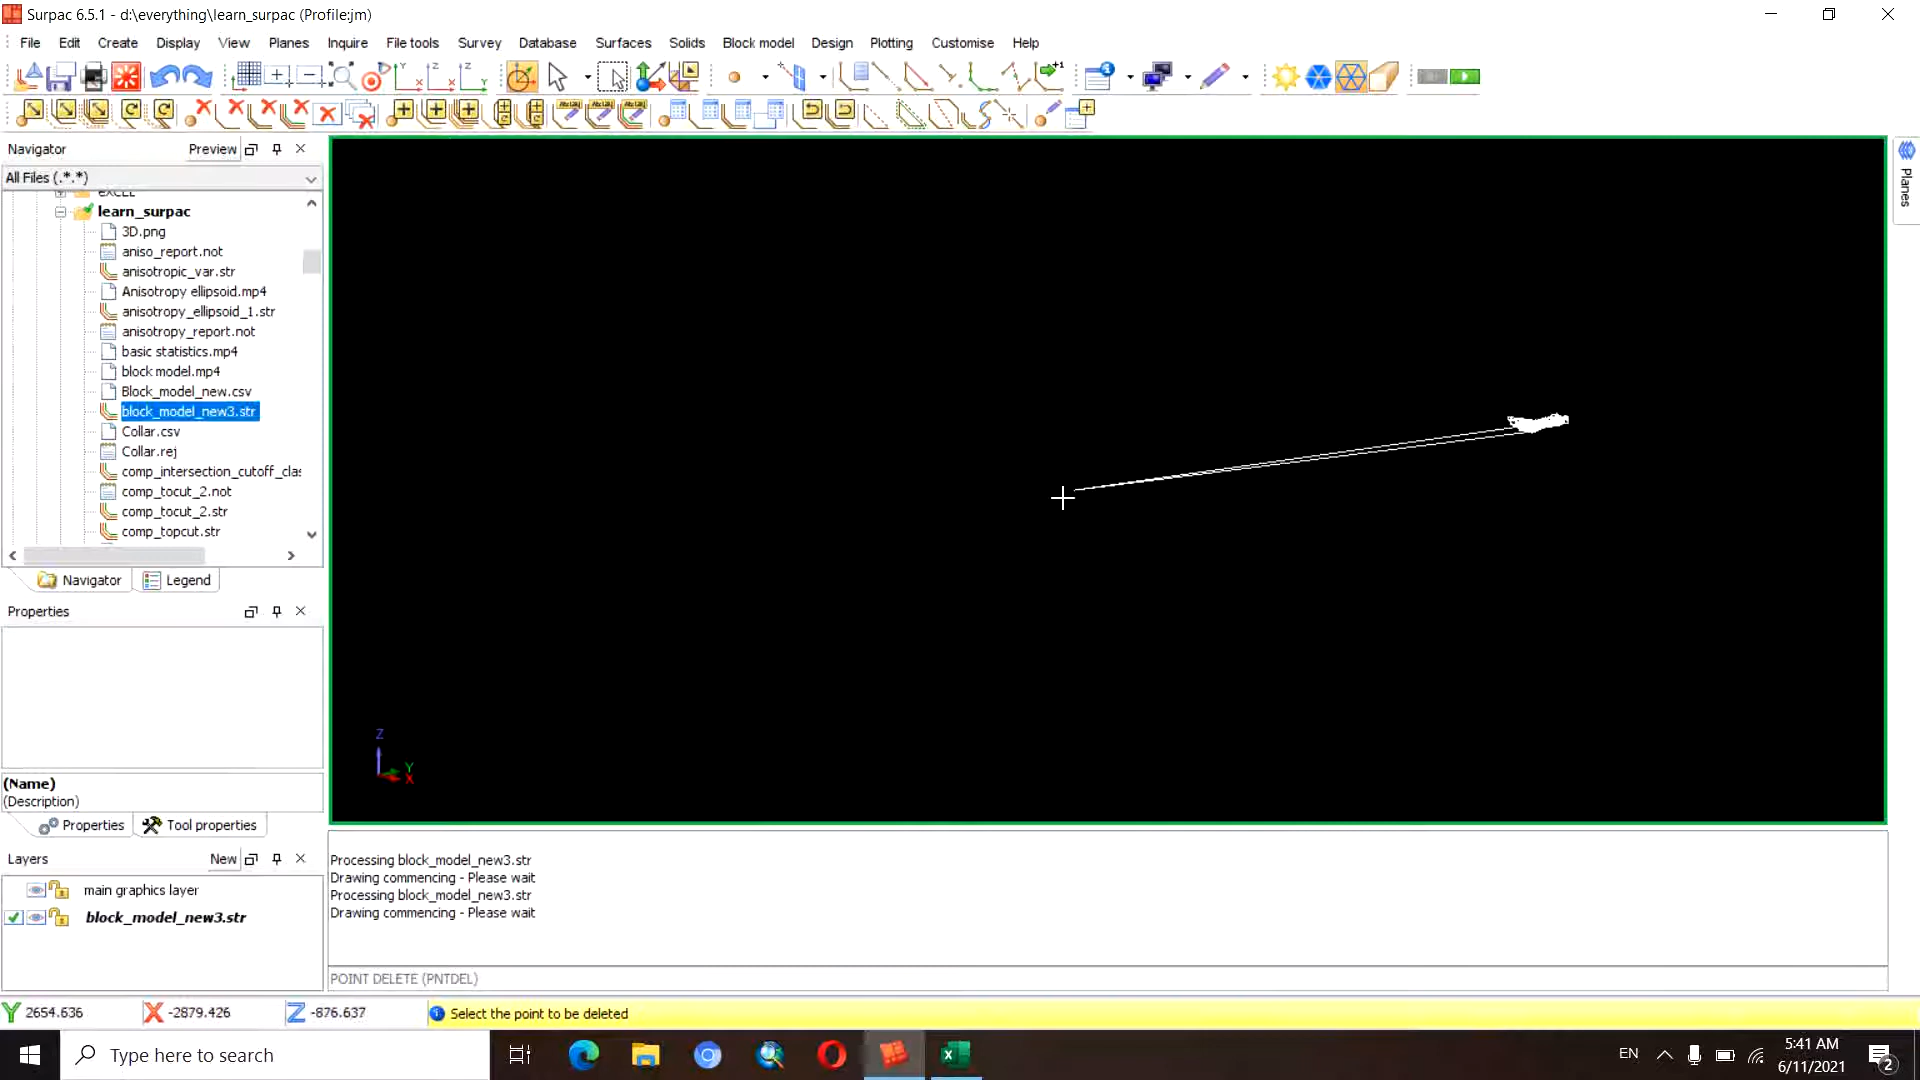 Surpac 6.5.1 - d:\everything\learn_surpac (Profile:jm)
File Edit Create Display View Planes Inquire File tools Survey Database Surfaces Solids Block model Design Plotting Customise Help
Navigator Preview
All Files (.*.*)
EXCEL
learn_surpac
3D.png
aniso_report.not
anisotropic_var.str
Anisotropy ellipsoid.mp4
anisotropy_ellipsoid_1.str
anisotropy_report.not
basic statistics.mp4
block model.mp4
Block_model_new.csv
block_model_new3.str
Collar.csv
Collar.rej
comp_intersection_cutoff_clas
comp_tocut_2.not
comp_tocut_2.str
comp_topcut.str
Navigator Legend
Properties
(Name)
(Description)
Properties Tool properties
Layers New
main graphics layer
block_model_new3.str
Planes
Z
Y
X
Processing block_model_new3.str
Drawing commencing - Please wait
Processing block_model_new3.str
Drawing commencing - Please wait
POINT DELETE (PNTDEL)
Y 2654.636 X -2879.426 Z -876.637 Select the point to be deleted
Type here to search
EN
5:41 AM
6/11/2021
2